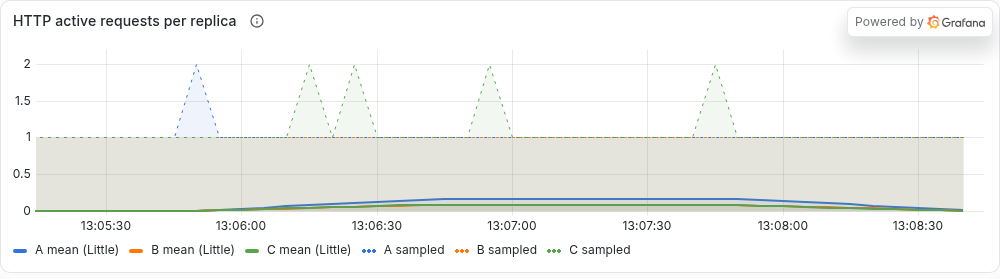 HTTP active requests per replica
Powered by Grafana
2
1.5
1
0.5
0
13:05:30 13:06:00 13:06:30 13:07:00 13:07:30 13:08:00 13:08:30
A mean (Little) B mean (Little) C mean (Little) A sampled B sampled C sampled